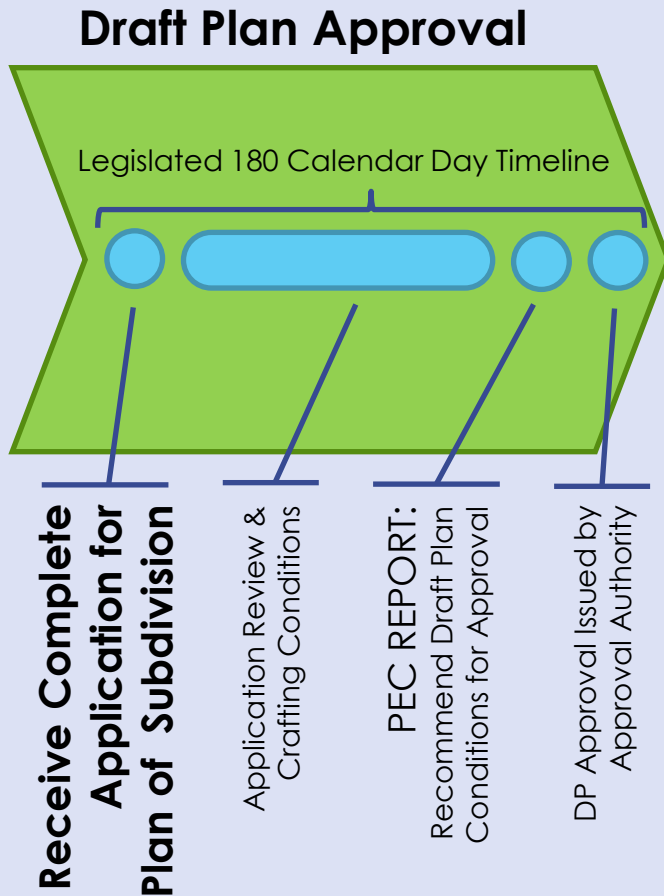 Draft Plan Approval
Legislated 180 Calendar Day Timeline
Receive Complete
Application for
Plan of Subdivision
Application Review &
Crafting Conditions
PEC REPORT:
Recommend Draft Plan
Conditions for Approval
DP Approval Issued by
Approval Authority